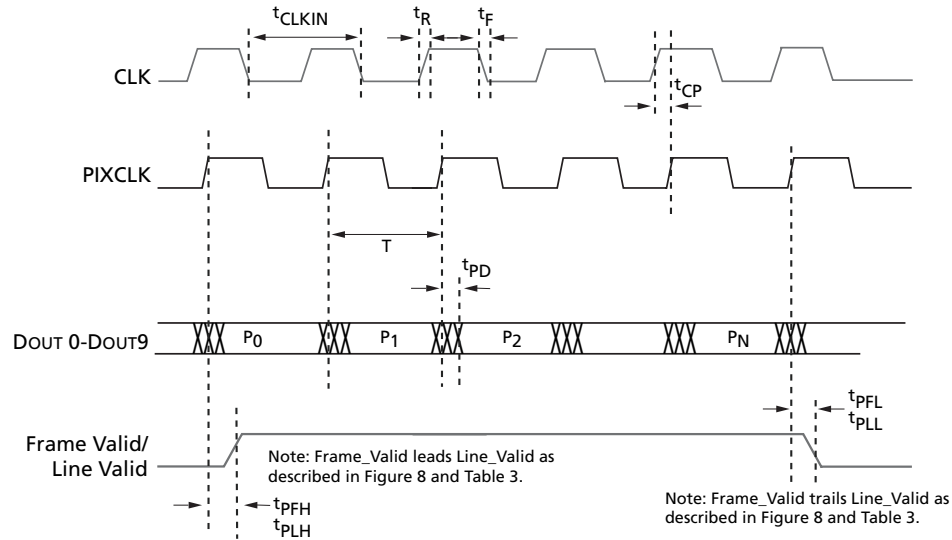 tCLKIN
tR
tF
CLK
tCP
PIXCLK
T
tPD
DOUT 0-DOUT9
P0
P1
P2
PN
tPFL
tPLL
Frame Valid/
Line Valid
Note: Frame_Valid leads Line_Valid as
described in Figure 8 and Table 3.
tPFH
tPLH
Note: Frame_Valid trails Line_Valid as
described in Figure 8 and Table 3.